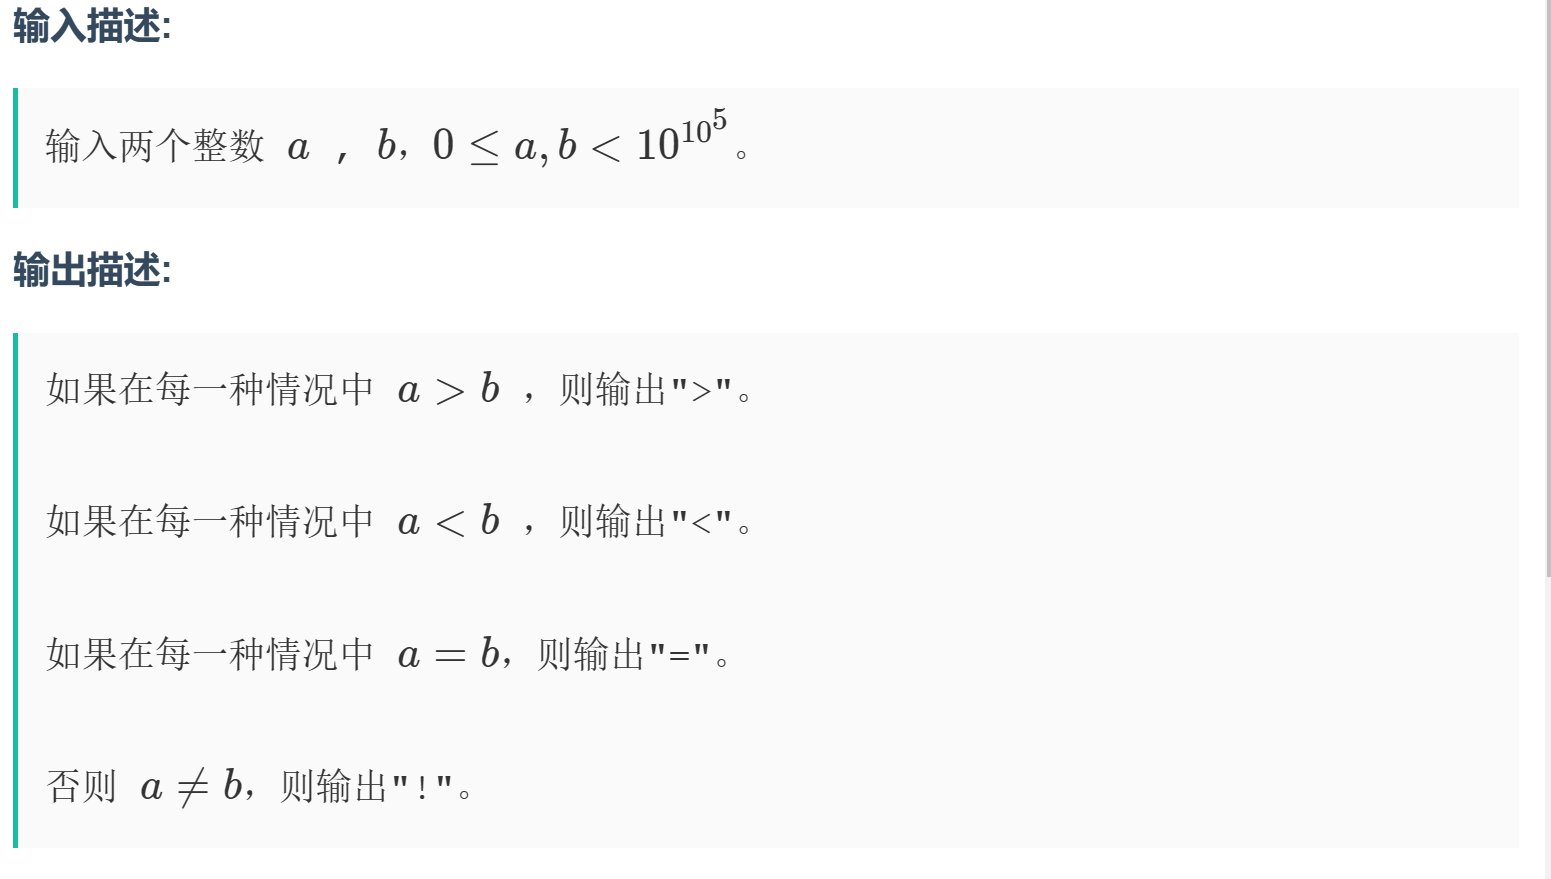 输入描述:
输入两个整数 a , b，0 ≤ a, b < 10^{10^5}。
输出描述:
如果在每一种情况中 a > b ，则输出">"。
如果在每一种情况中 a < b ，则输出"<"。
如果在每一种情况中 a = b，则输出"="。
否则 a ≠ b，则输出"!"。